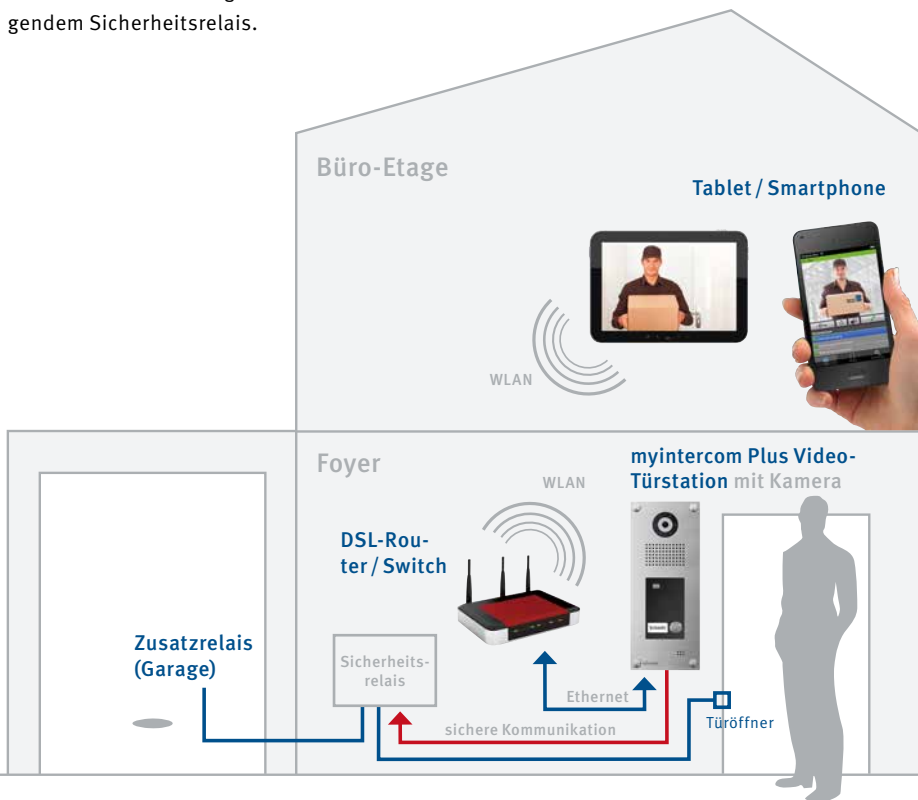 gendem Sicherheitsrelais.
Büro-Etage
Tablet / Smartphone
WLAN
Foyer
WLAN
myintercom Plus Video-
Türstation mit Kamera
DSL-Rou-
ter / Switch
Zusatzrelais
(Garage)
Sicherheits-
relais
Ethernet
sichere Kommunikation
Türöffner